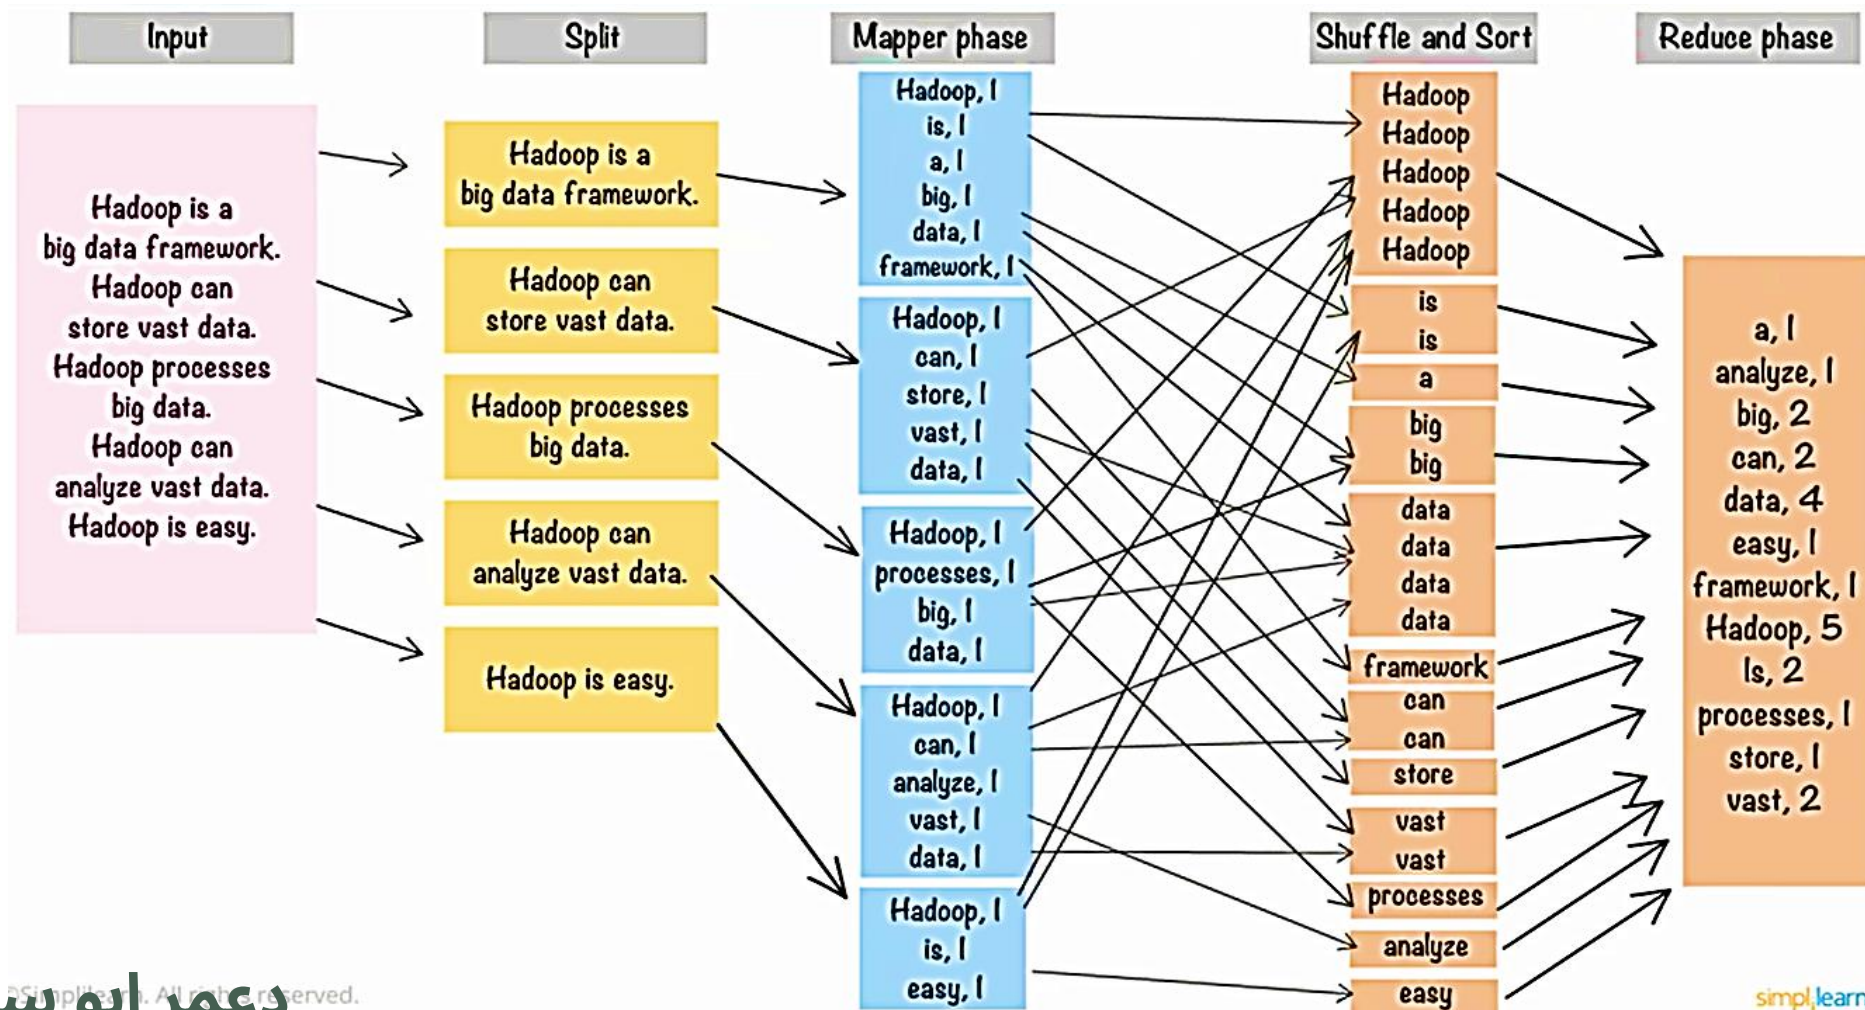 Input
Split
Mapper phase
Shuffle and Sort
Reduce phase
Hadoop is a
big data framework.
Hadoop can
store vast data.
Hadoop processes
big data.
Hadoop can
analyze vast data.
Hadoop is easy.
Hadoop is a
big data framework.
Hadoop can
store vast data.
Hadoop processes
big data.
Hadoop can
analyze vast data.
Hadoop is easy.
Hadoop, 1
is, 1
a, 1
big, 1
data, 1
framework, 1
Hadoop, 1
can, 1
store, 1
vast, 1
data, 1
Hadoop, 1
processes, 1
big, 1
data, 1
Hadoop, 1
can, 1
analyze, 1
vast, 1
data, 1
Hadoop, 1
is, 1
easy, 1
Hadoop
Hadoop
Hadoop
Hadoop
Hadoop
is
is
a
big
big
data
data
data
data
framework
can
can
store
vast
vast
processes
analyze
easy
a, 1
analyze, 1
big, 2
can, 2
data, 4
easy, 1
framework, 1
Hadoop, 5
Is, 2
processes, 1
store, 1
vast, 2
©Simplilearn. All rights reserved.
د عمر ابو
simplilearn